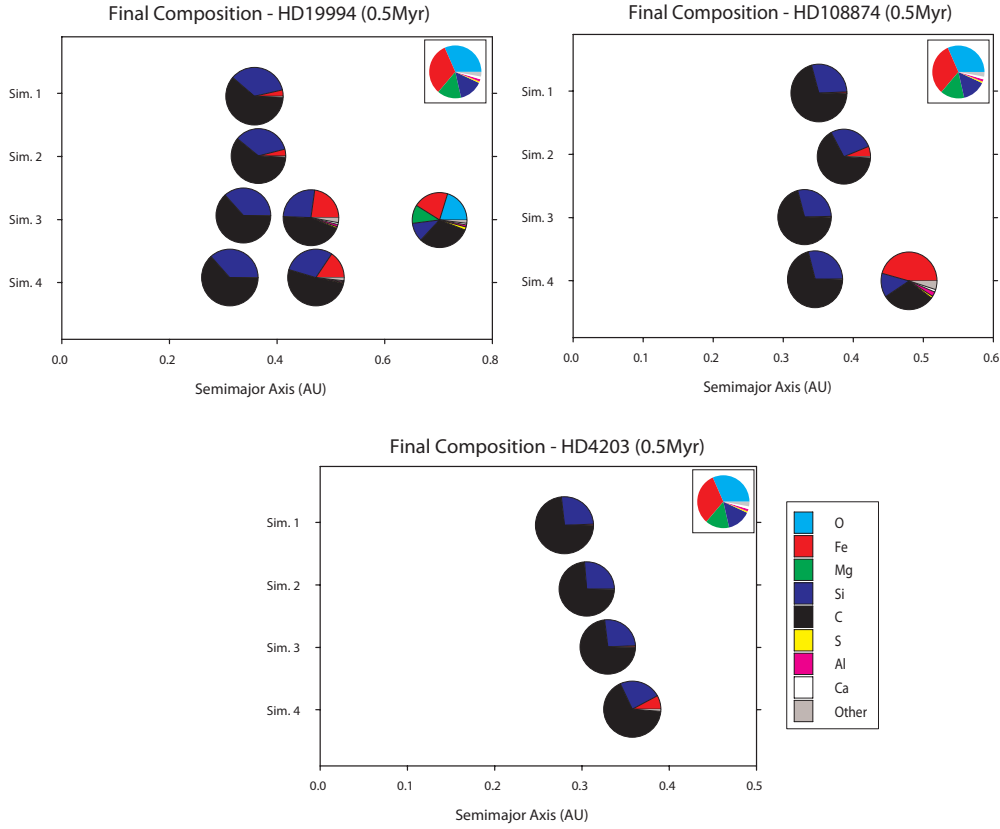 Final Composition - HD19994 (0.5Myr)
Sim. 1
Sim. 2
Sim. 3
Sim. 4
0.0 0.2 0.4 0.6 0.8
Semimajor Axis (AU)
Final Composition - HD108874 (0.5Myr)
Sim. 1
Sim. 2
Sim. 3
Sim. 4
0.0 0.1 0.2 0.3 0.4 0.5 0.6
Semimajor Axis (AU)
Final Composition - HD4203 (0.5Myr)
Sim. 1
Sim. 2
Sim. 3
Sim. 4
0.0 0.1 0.2 0.3 0.4 0.5
Semimajor Axis (AU)
O
Fe
Mg
Si
C
S
Al
Ca
Other